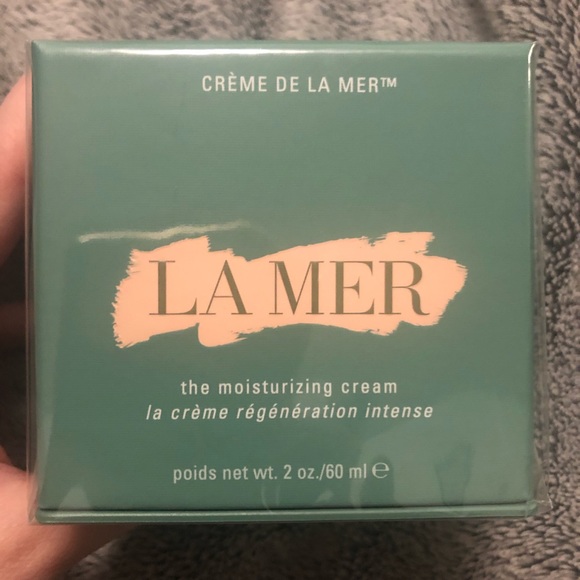 CRÈME DE LA MER™
LA MER
the moisturizing cream
la crème régénération intense
poids net wt. 2 oz./60 ml ℮